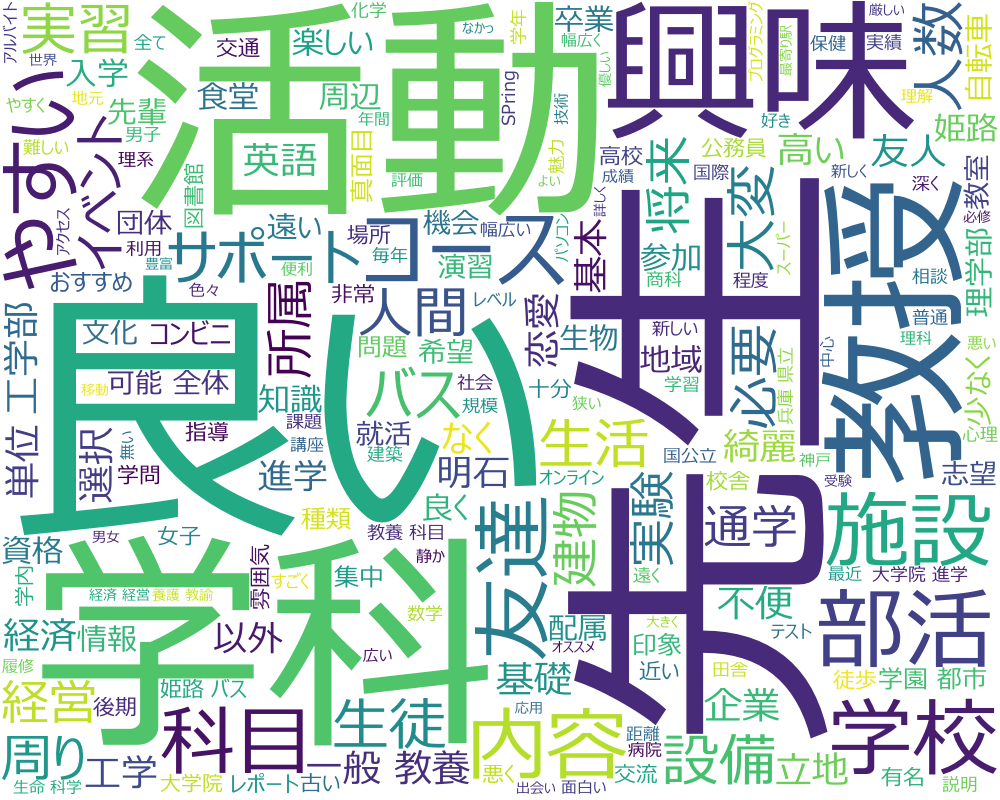 アルバイト
実習
全て
世界
入学
先輩
やすく
地元
男子
難しい
理系
やすい
アクセス
イベント
団体
利用
図書館
おすすめ
豊富
色々
便利
交通
食堂
化学
楽しい
周辺
年間
英語
真面目
評価
なかっ
学年
卒業
幅広く
活動
SPring
技術
魅力
優しい
よい
詳しく
興味
高校
成績
国際
公務員
好き
プログラミング
最寄り駅
保健
実績
厳しい
理解
人数
自転車
姫路
友人
高い
新しく
深く
教室
必修
パソコン
スーパー
将来
大変
基本
参加
商科
程度
サポート
遠い
場所
毎年
機会
幅広い
演習
コース
レベル
非常
人間
所属
恋愛
生物
地域
新しい
学習
必要
先生
教授
相談
普通
理学部
理科
中心
悪い
少なく
心理
兵庫 県立
工学部
単位
文化
コンビニ
可能
全体
移動
選択
指導
無い
学問
知識
課題
講座
進学
種類
良い
問題
希望
バス
社会
規模
就活
建築
なく
明石
良く
十分
狭い
生活
オンライン
国公立
綺麗
神戸
志望
受験
校舎
実験
通学
施設
建物
友達
遠く
資格
男女
女子
学内
雰囲気
すごく
教養 科目
静か
集中
数学
学科
経済 経営
養護 教諭
経済
情報
以外
履修
経営
後期
姫路 バス
広い
配属
オススメ
印象
基礎
近い
大きく
不便
テスト
田舎
最近
大学院 進学
部活
徒歩
学園 都市
企業
周り
工学
科目
生徒
内容
応用
距離
病院
設備
立地
学校
有名
説明
生命 科学
大学院
レポート
古い
一般 教養
悪く
出会い
面白い
交流